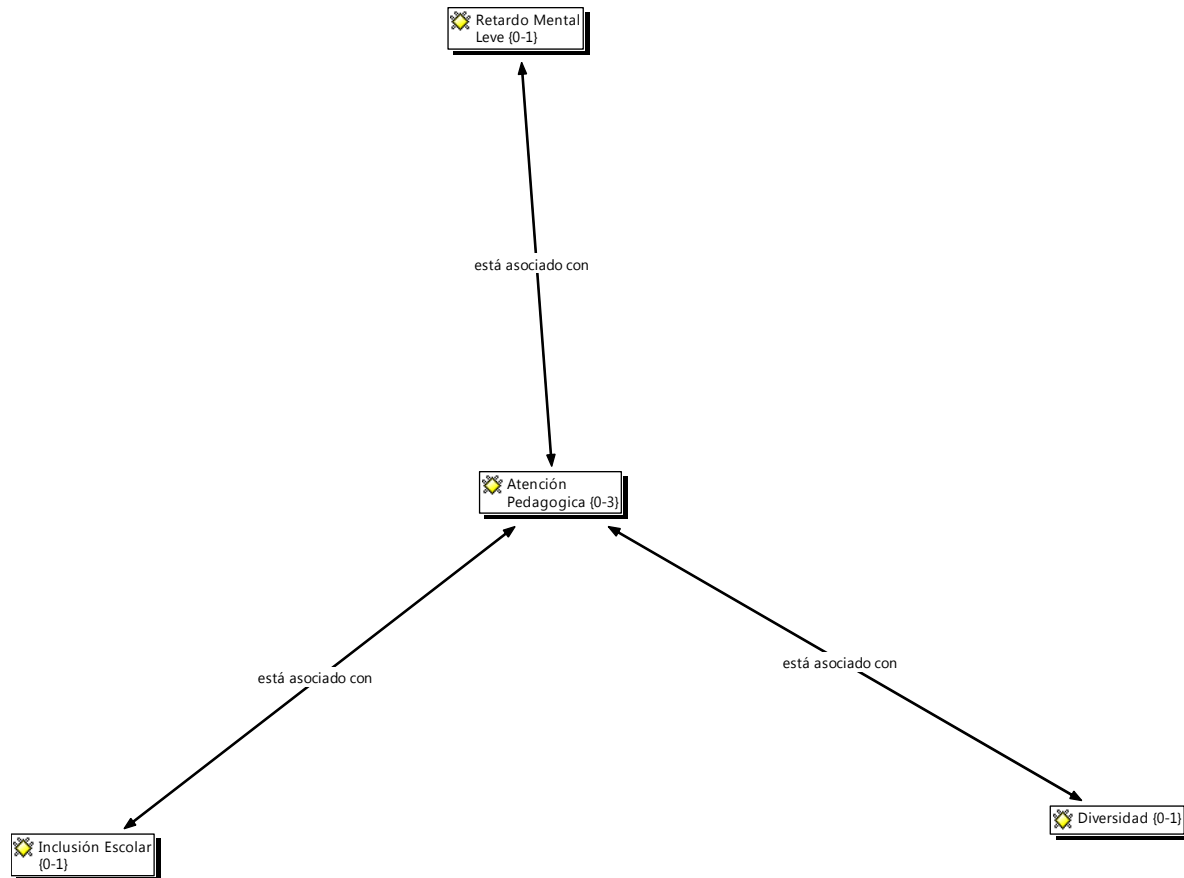 Retardo Mental
Leve {0-1}
está asociado con
Atención
Pedagogica {0-3}
está asociado con
está asociado con
Diversidad {0-1}
Inclusión Escolar
{0-1}